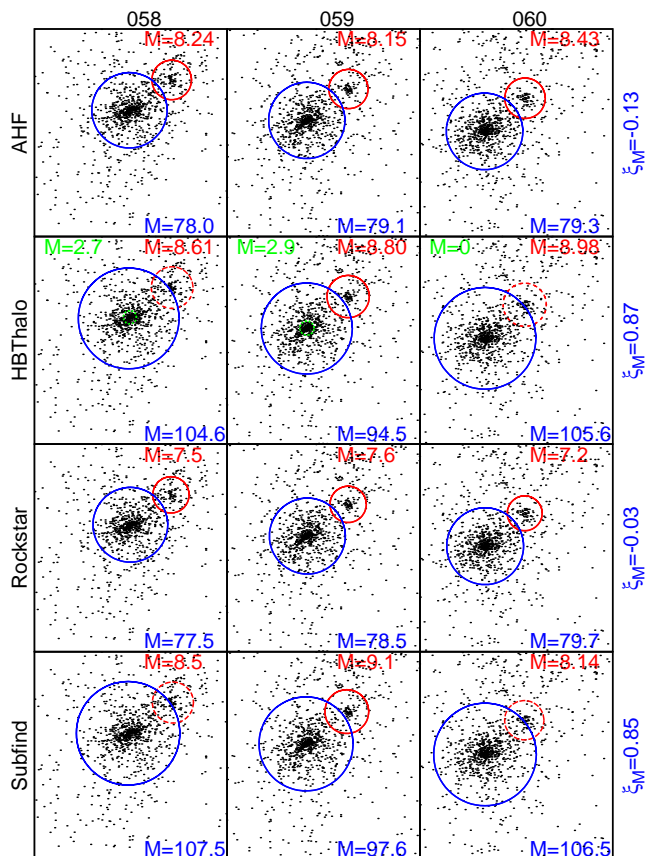 058 059 060
AHF
M=8.24 M=8.15 M=8.43
M=78.0 M=79.1 M=79.3
ξM=-0.13
HBThalo
M=2.7 M=8.61 M=2.9 M=8.80 M=0 M=8.98
M=104.6 M=94.5 M=105.6
ξM=0.87
Rockstar
M=7.5 M=7.6 M=7.2
M=77.5 M=78.5 M=79.7
ξM=-0.03
Subfind
M=8.5 M=9.1 M=8.14
M=107.5 M=97.6 M=106.5
ξM=0.85